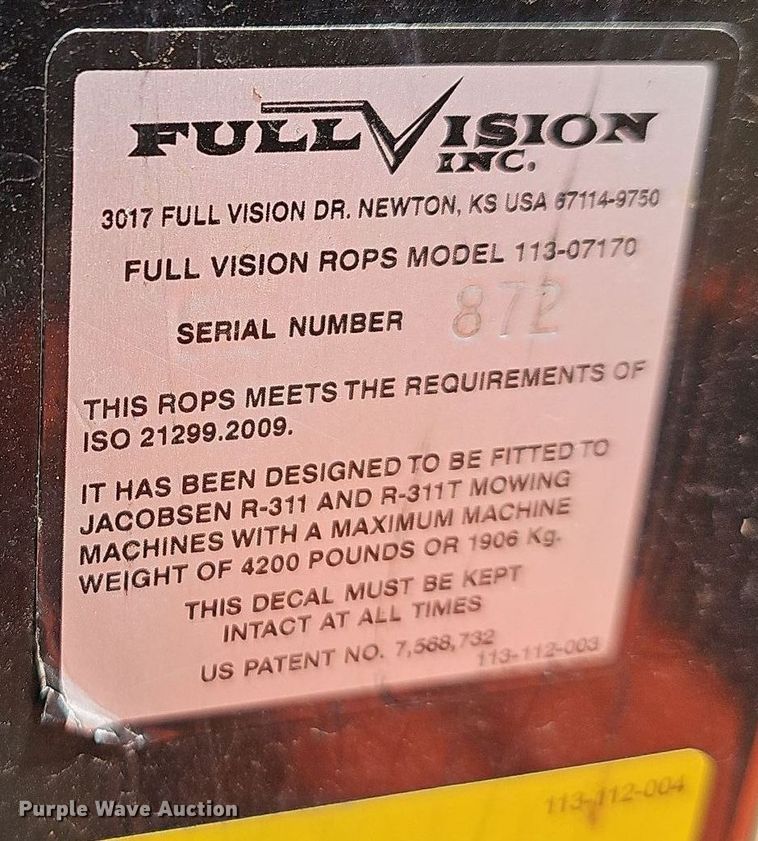 FULL VISION
INC.
3017 FULL VISION DR. NEWTON, KS USA 67114-9750
FULL VISION ROPS MODEL 113-07170
SERIAL NUMBER 872
THIS ROPS MEETS THE REQUIREMENTS OF
ISO 21299.2009.
IT HAS BEEN DESIGNED TO BE FITTED TO
JACOBSEN R-311 AND R-311T MOWING
MACHINES WITH A MAXIMUM MACHINE
WEIGHT OF 4200 POUNDS OR 1906 Kg.
THIS DECAL MUST BE KEPT
INTACT AT ALL TIMES
US PATENT NO. 7,568,732
113-112-003
113-112-004
Purple Wave Auction